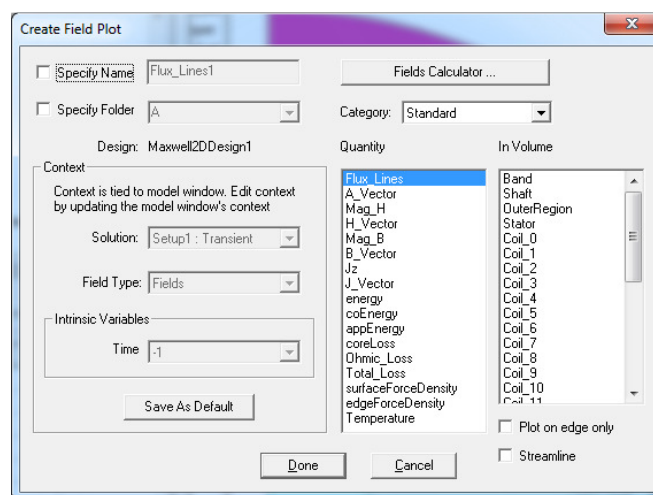 Create Field Plot
Specify Name
Flux_Lines1
Fields Calculator ...
Specify Folder
A
Category:
Standard
Design:
Maxwell2DDesign1
Quantity
In Volume
Context
Context is tied to model window. Edit context
by updating the model window's context
Solution:
Setup1 : Transient
Field Type:
Fields
Intrinsic Variables
Time
-1
Save As Default
Flux_Lines
A_Vector
Mag_H
H_Vector
Mag_B
B_Vector
Jz
J_Vector
energy
coEnergy
appEnergy
coreLoss
Ohmic_Loss
Total_Loss
surfaceForceDensity
edgeForceDensity
Temperature
Band
Shaft
OuterRegion
Stator
Coil_0
Coil_1
Coil_2
Coil_3
Coil_4
Coil_5
Coil_6
Coil_7
Coil_8
Coil_9
Coil_10
Coil_11
Plot on edge only
Streamline
Done
Cancel